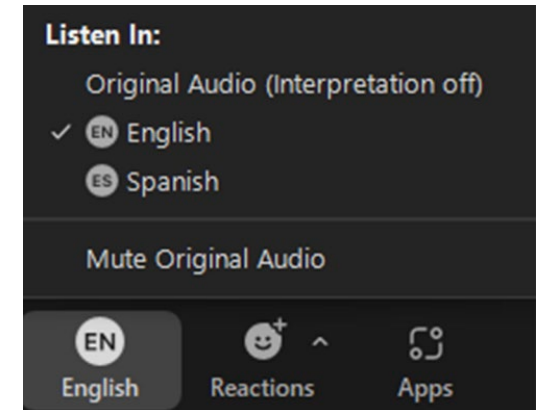 Listen In:
Original Audio (Interpretation off)
EN English
ES Spanish
Mute Original Audio
EN
English Reactions Apps